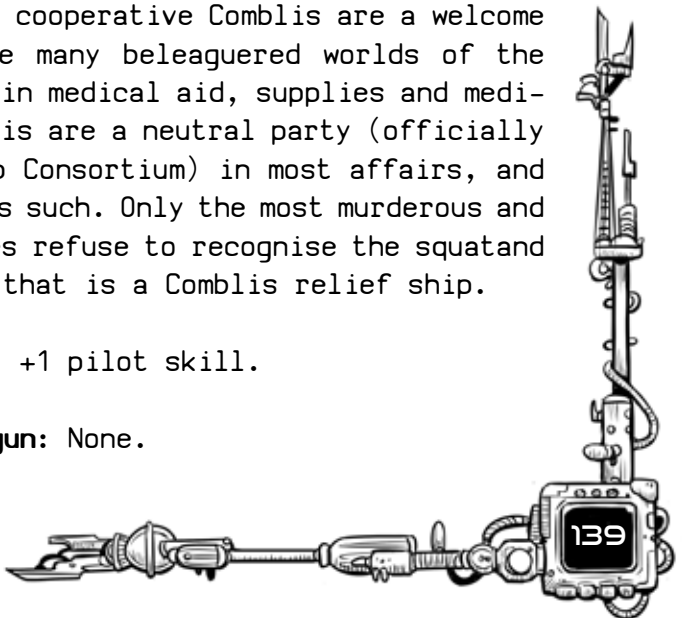 cooperative Comblis are a welcome
many beleaguered worlds of the
in medical aid, supplies and medi-
is are a neutral party (officially
Consortium) in most affairs, and
such. Only the most murderous and
refuse to recognise the squatand
that is a Comblis relief ship.
+1 pilot skill.
gun: None.
139